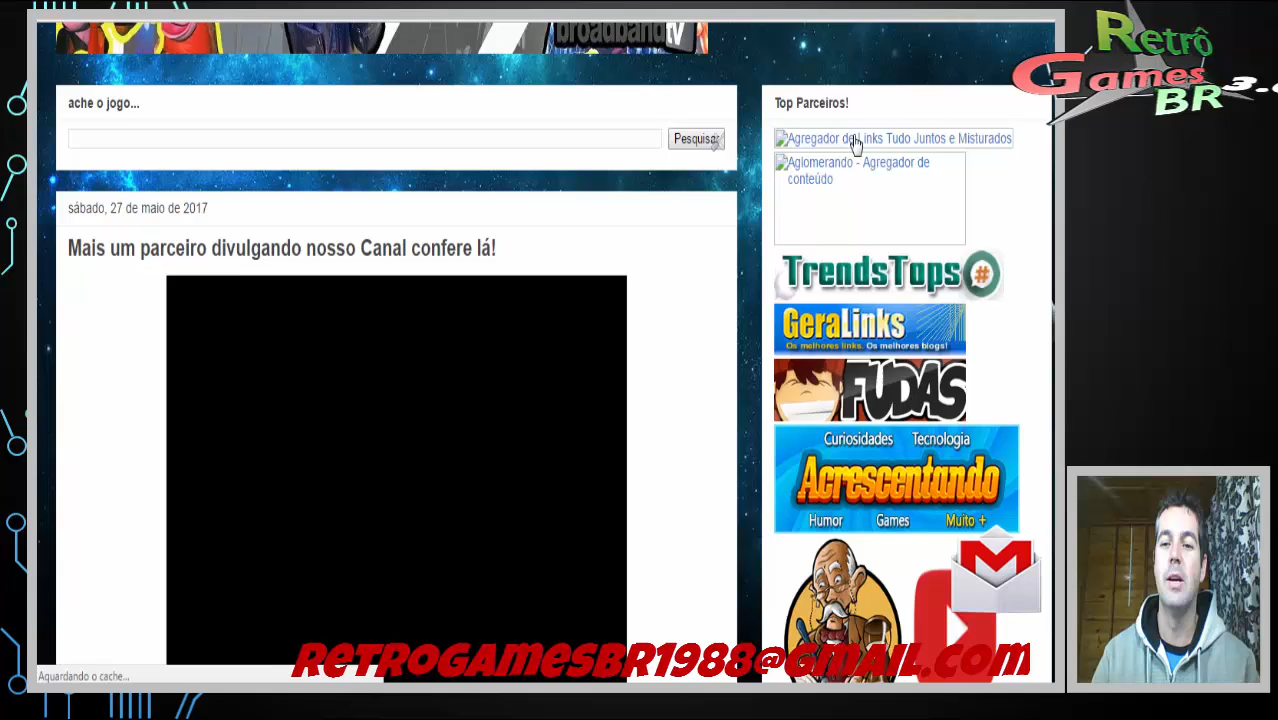 broadbandtv
Retrô
Games
BR 3.0
ache o jogo...
Pesquisar
sábado, 27 de maio de 2017
Mais um parceiro divulgando nosso Canal confere lá!
Top Parceiros!
Agregador de Links Tudo Juntos e Misturados
Aglomerando - Agregador de
conteúdo
TrendsTops #
GeraLinks
Os melhores links. Os melhores blogs!
FUDAS
Curiosidades Tecnologia
Acrescentando
Humor Games Muito +
retrogamesbr1988@gmail.com
Aguardando o cache...